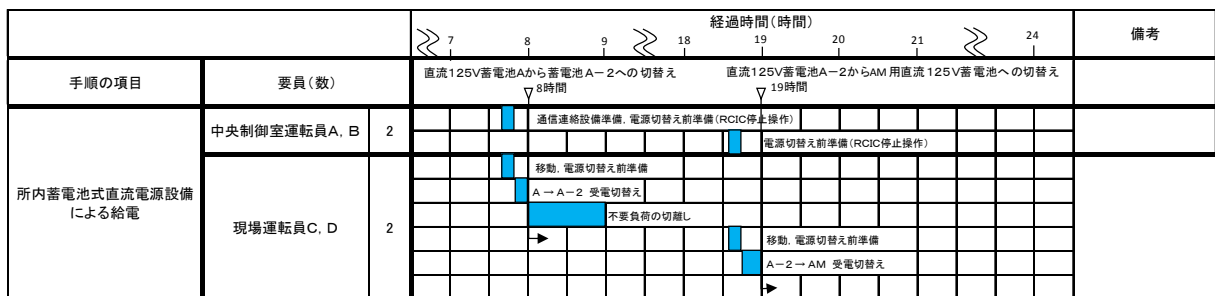 経過時間(時間)
備考
7 8 9 18 19 20 21 24
手順の項目
要員(数)
直流125V蓄電池Aから蓄電池A-2への切替え
直流125V蓄電池A-2からAM用直流125V蓄電池への切替え
8時間
19時間
所内蓄電池式直流電源設備
による給電
中央制御室運転員A, B
2
通信連絡設備準備, 電源切替え前準備(RCIC停止操作)
電源切替え前準備(RCIC停止操作)
現場運転員C, D
2
移動, 電源切替え前準備
A→A-2 受電切替え
不要負荷の切離し
移動, 電源切替え前準備
A-2→AM 受電切替え